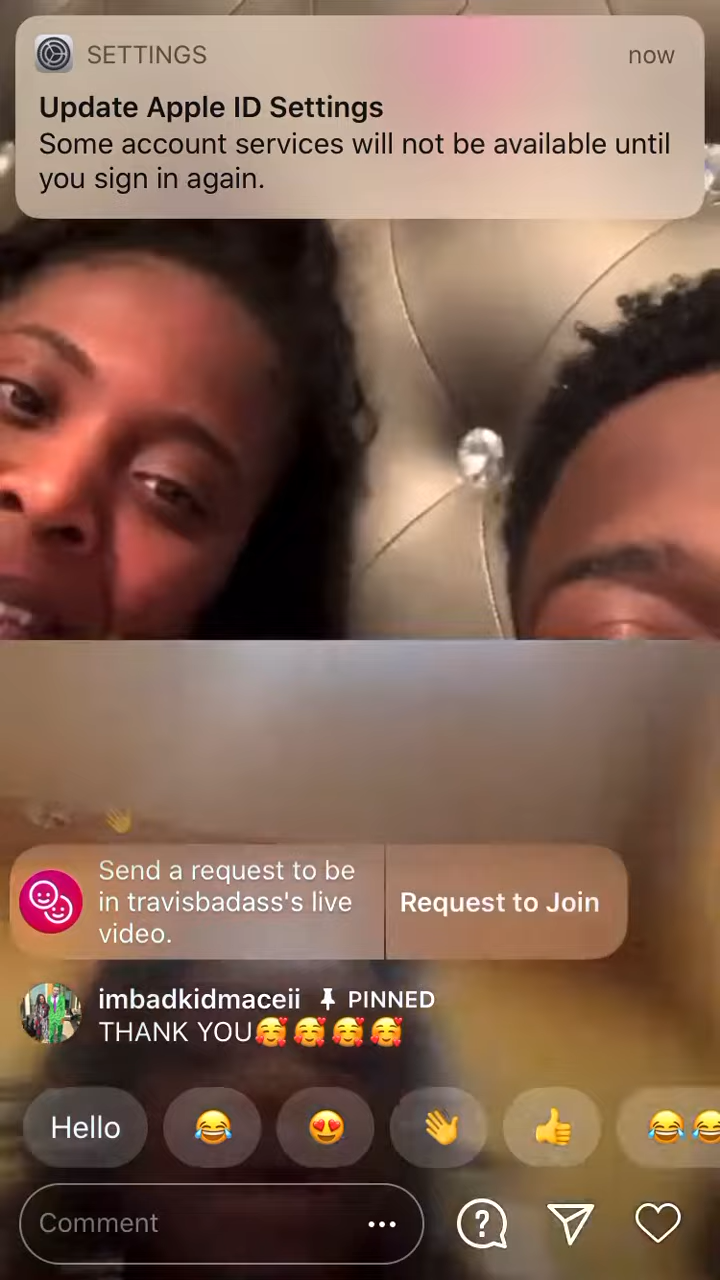 SETTINGS now
Update Apple ID Settings
Some account services will not be available until
you sign in again.
Send a request to be
in travisbadass's live
video.
Request to Join
imbadkidmaceii PINNED
THANK YOU🥰🥰🥰🥰
Hello 😂 😍 👋 👍 😂😂
Comment